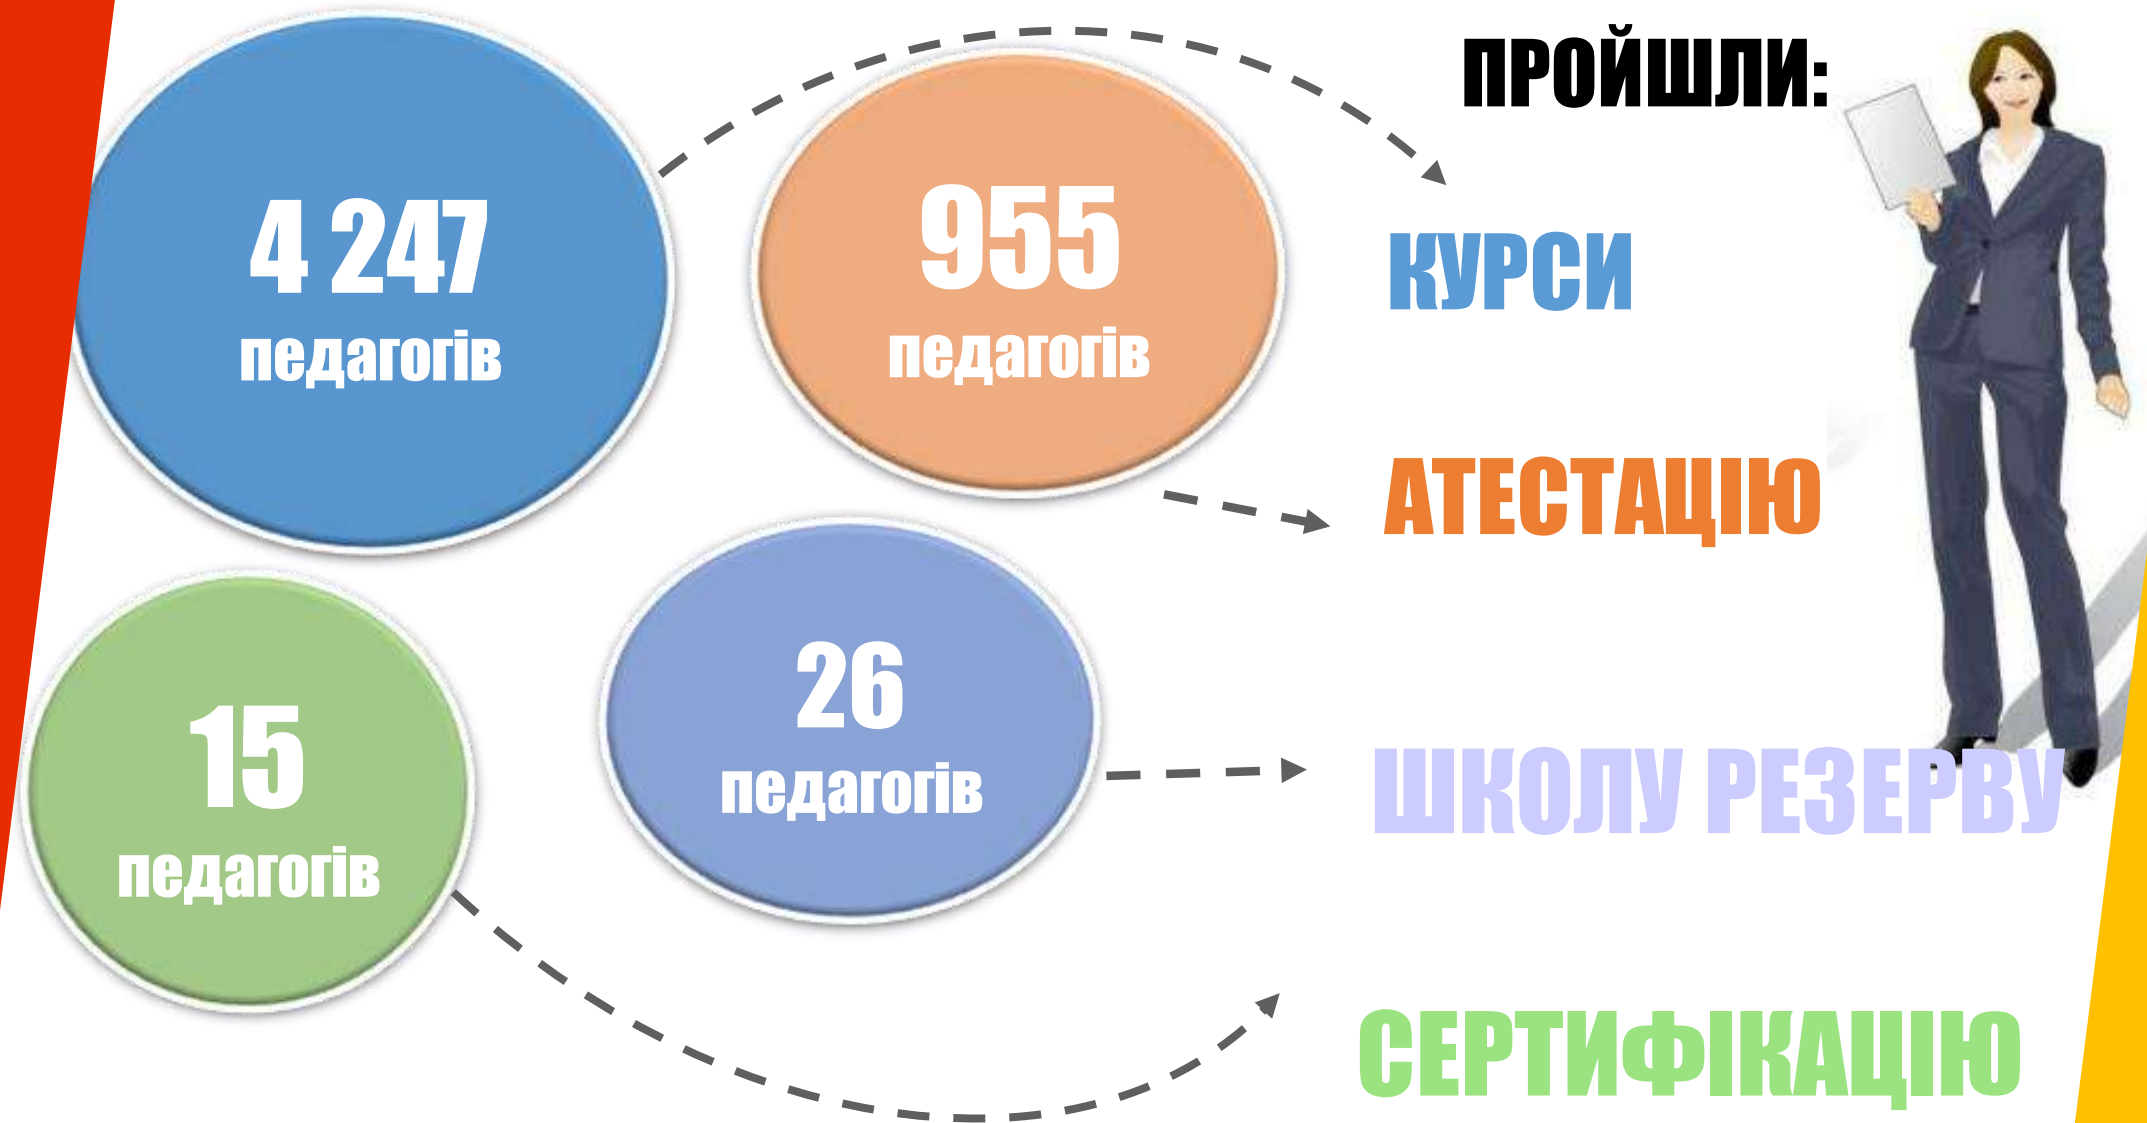 ПРОЙШЛИ:
4 247
педагогів
955
педагогів
КУРСИ
АТЕСТАЦІЮ
15
педагогів
26
педагогів
ШКОЛУ РЕЗЕРВУ
СЕРТИФІКАЦІЮ